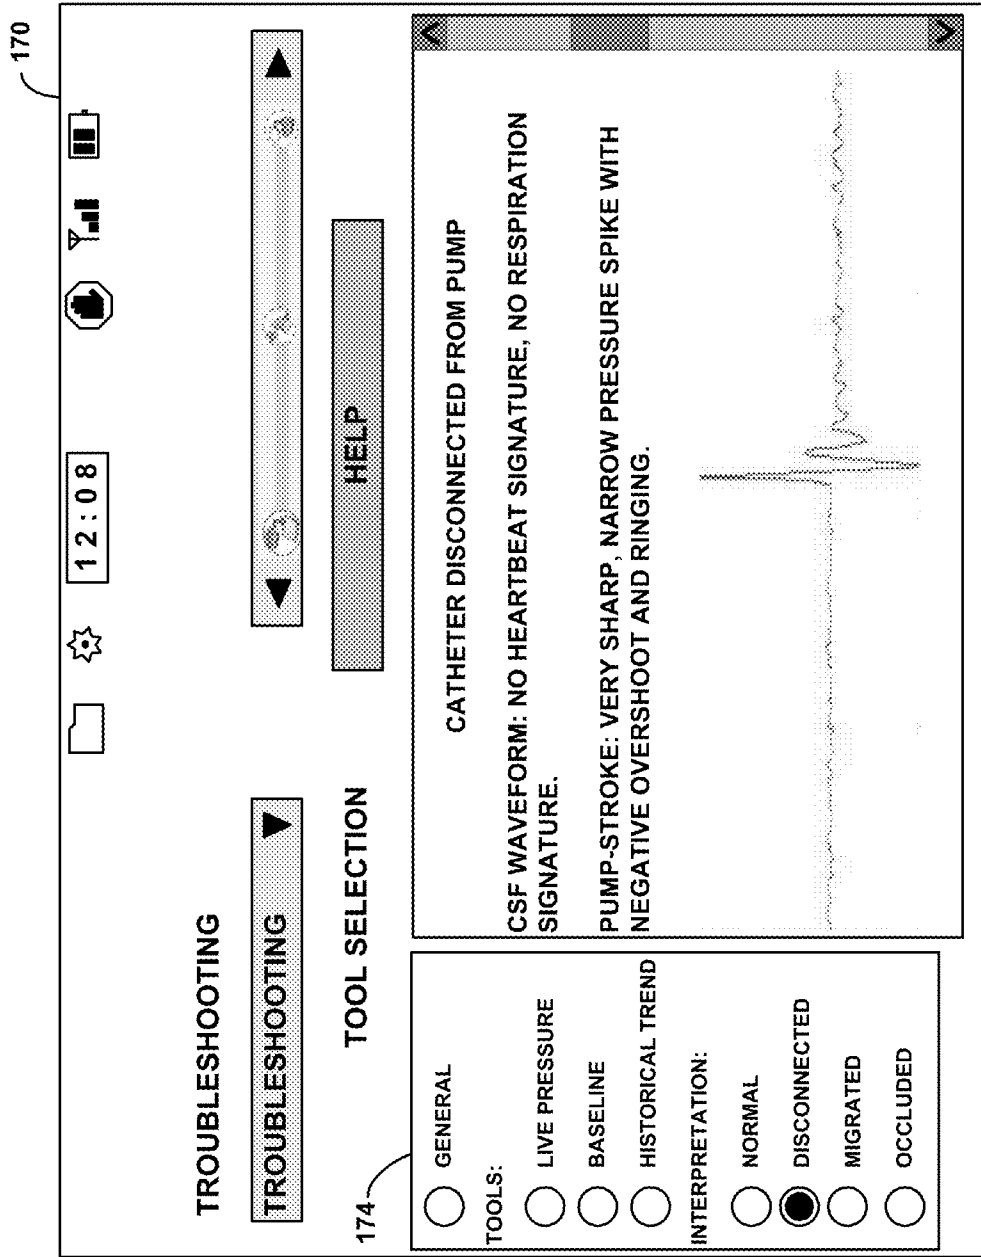 170
12:08
TROUBLESHOOTING
TROUBLESHOOTING
TOOL SELECTION
HELP
174
GENERAL
TOOLS:
LIVE PRESSURE
BASELINE
HISTORICAL TREND
INTERPRETATION:
NORMAL
DISCONNECTED
MIGRATED
OCCLUDED
CATHETER DISCONNECTED FROM PUMP
CSF WAVEFORM: NO HEARTBEAT SIGNATURE, NO RESPIRATION
SIGNATURE.
PUMP-STROKE: VERY SHARP, NARROW PRESSURE SPIKE WITH
NEGATIVE OVERSHOOT AND RINGING.